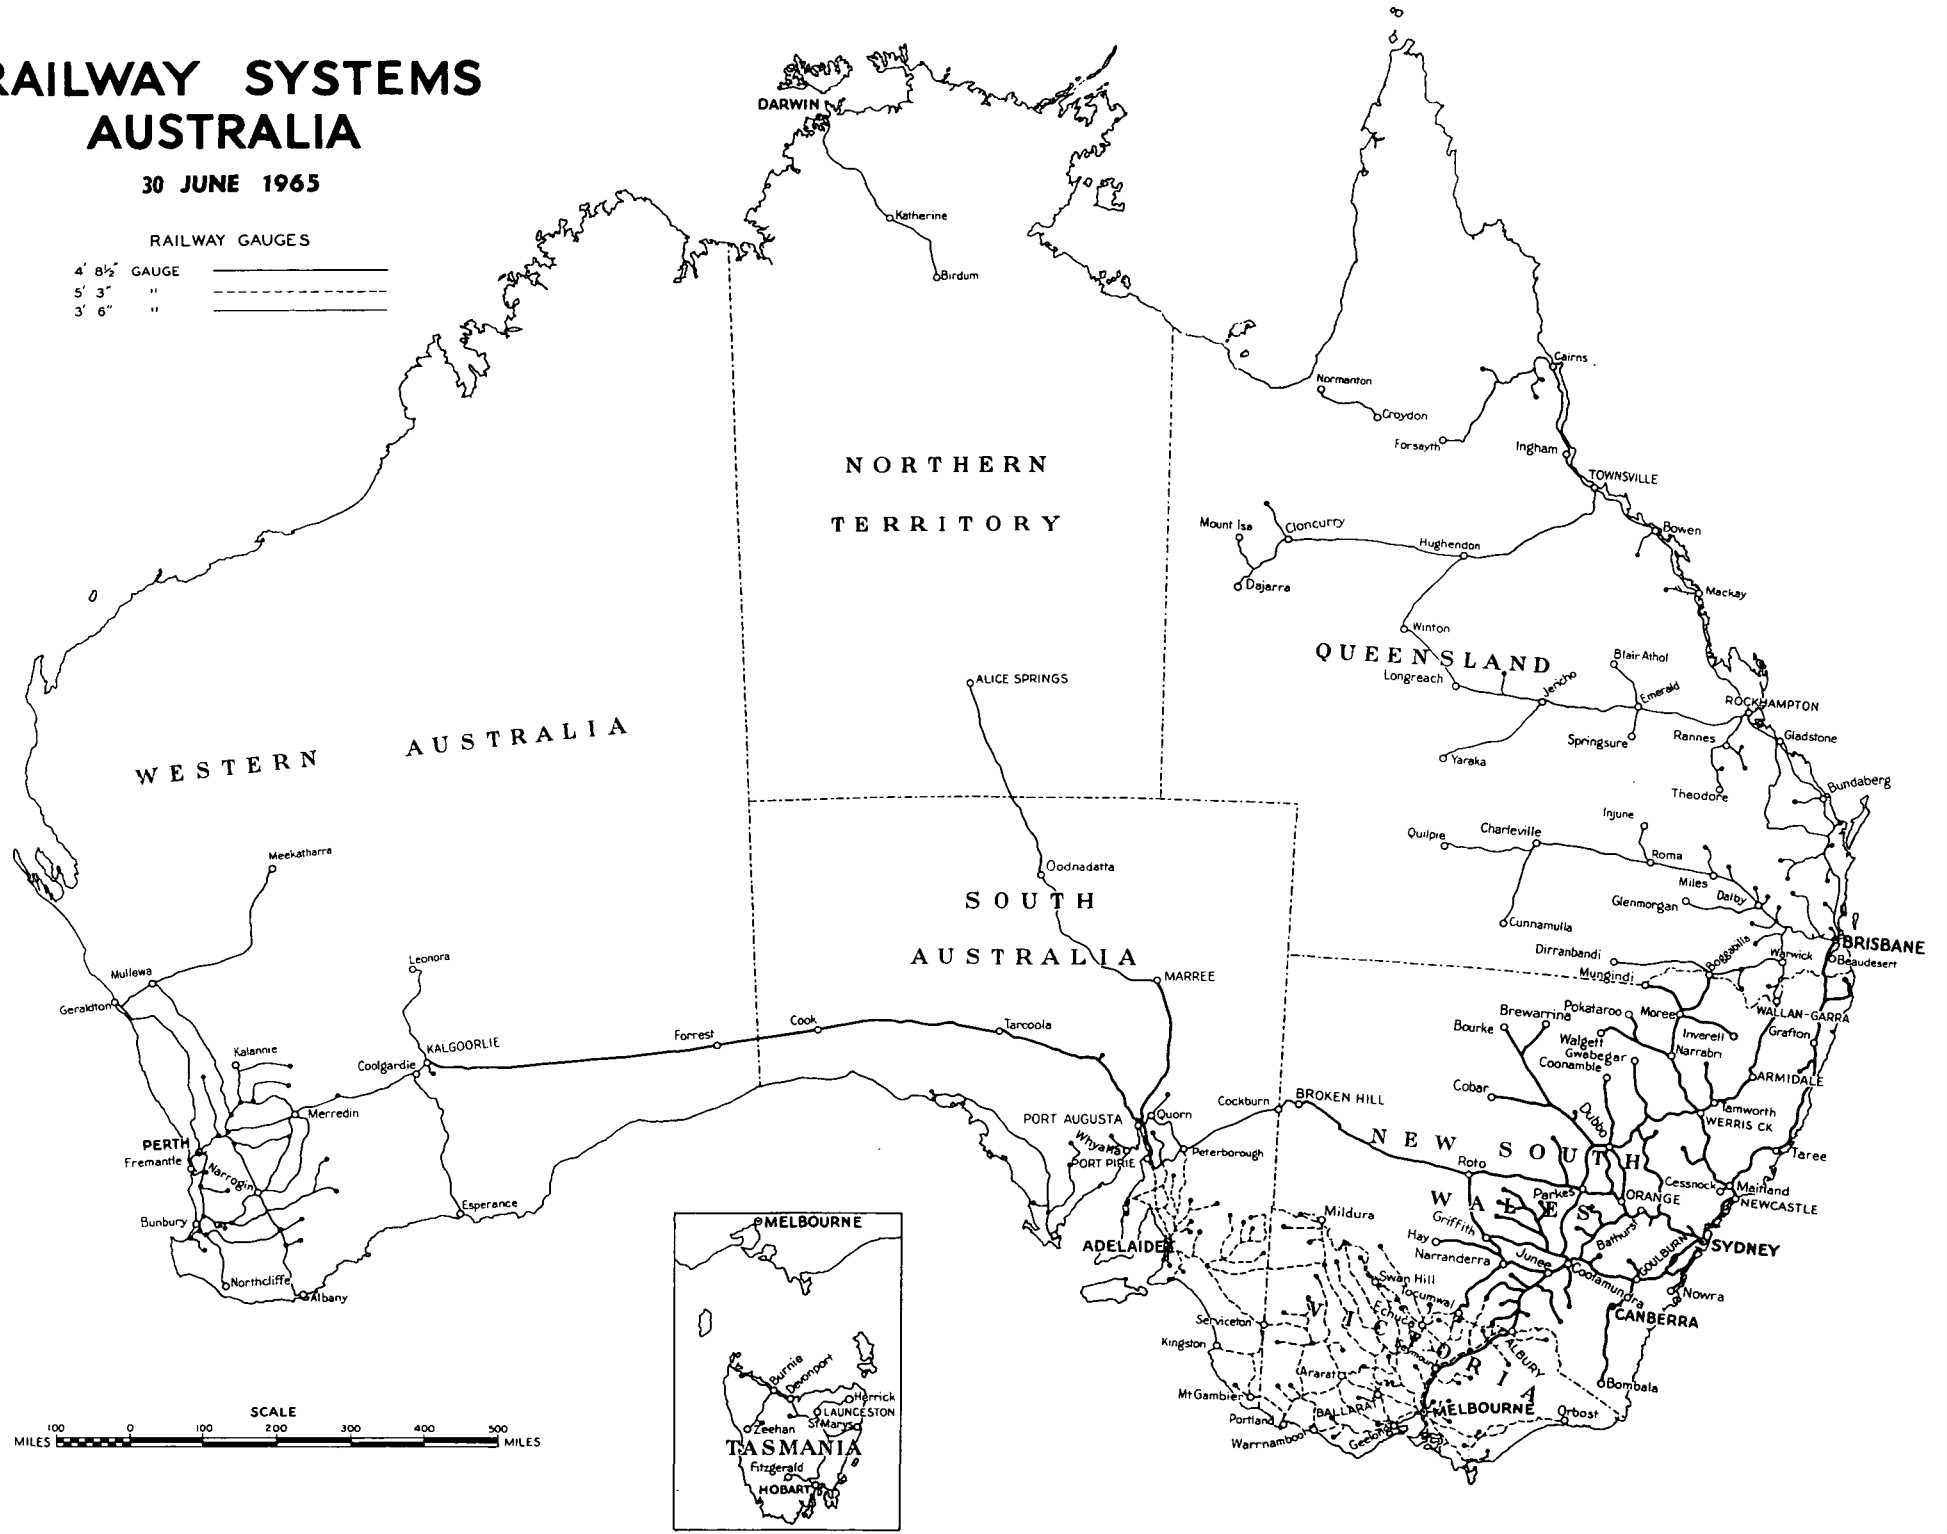 RAILWAY SYSTEMS
AUSTRALIA
30 JUNE 1965
RAILWAY GAUGES
4' 8½" GAUGE
5' 3" "
3' 6" "
DARWIN
Katherine
Birdum
NORTHERN
TERRITORY
ALICE SPRINGS
WESTERN AUSTRALIA
Meekatharra
Mullewa
Geraldton
Leonora
KALGOORLIE
Coolgardie
Kalannie
Merredin
PERTH
Fremantle
Narrogin
Bunbury
Northcliffe
Albany
Esperance
Forrest
Cook
Tarcoola
SOUTH
AUSTRALIA
Oodnadatta
MARREE
PORT AUGUSTA
Quorn
Whyalla
PORT PIRIE
Peterborough
Cockburn
ADELAIDE
Serviceton
Kingston
Mt Gambier
QUEENSLAND
Normanton
Croydon
Forsayth
Cairns
Ingham
TOWNSVILLE
Bowen
Mackay
Mount Isa
Cloncurry
Dajarra
Hughendon
Winton
Longreach
Jericho
Yaraka
Blair Athol
Emerald
Springsure
ROCKHAMPTON
Gladstone
Rannes
Theodore
Bundaberg
Injune
Quilpie
Charleville
Roma
Miles
Dalby
Glenmorgan
Cunnamulla
Dirranbandi
BRISBANE
Beaudesert
Warwick
WALLAN-GARRA
Boggabilla
Mungindi
NEW SOUTH
WALES
BROKEN HILL
Pokataroo
Moree
Brewarrina
Bourke
Walgett
Inverell
Grafton
Gwabegar
Narrabri
Coonamble
ARMIDALE
Cobar
Dubbo
Tamworth
WERRIS CK
Taree
Roto
Cessnock
Maitland
NEWCASTLE
Parkes
ORANGE
Griffith
Bathurst
Hay
SYDNEY
Narranderra
Junee
GOULBURN
Cootamundra
Nowra
CANBERRA
Bombala
VICTORIA
Mildura
Swan Hill
Tocumwal
Echuca
Seymour
ALBURY
Ararat
BALLARAT
MELBOURNE
Orbost
Portland
Warrnambool
Geelong
MELBOURNE
Burnie
Devonport
Herrick
LAUNCESTON
St Marys
Zeehan
TASMANIA
Fitzgerald
HOBART
SCALE
100 0 100 200 300 400 500
MILES MILES